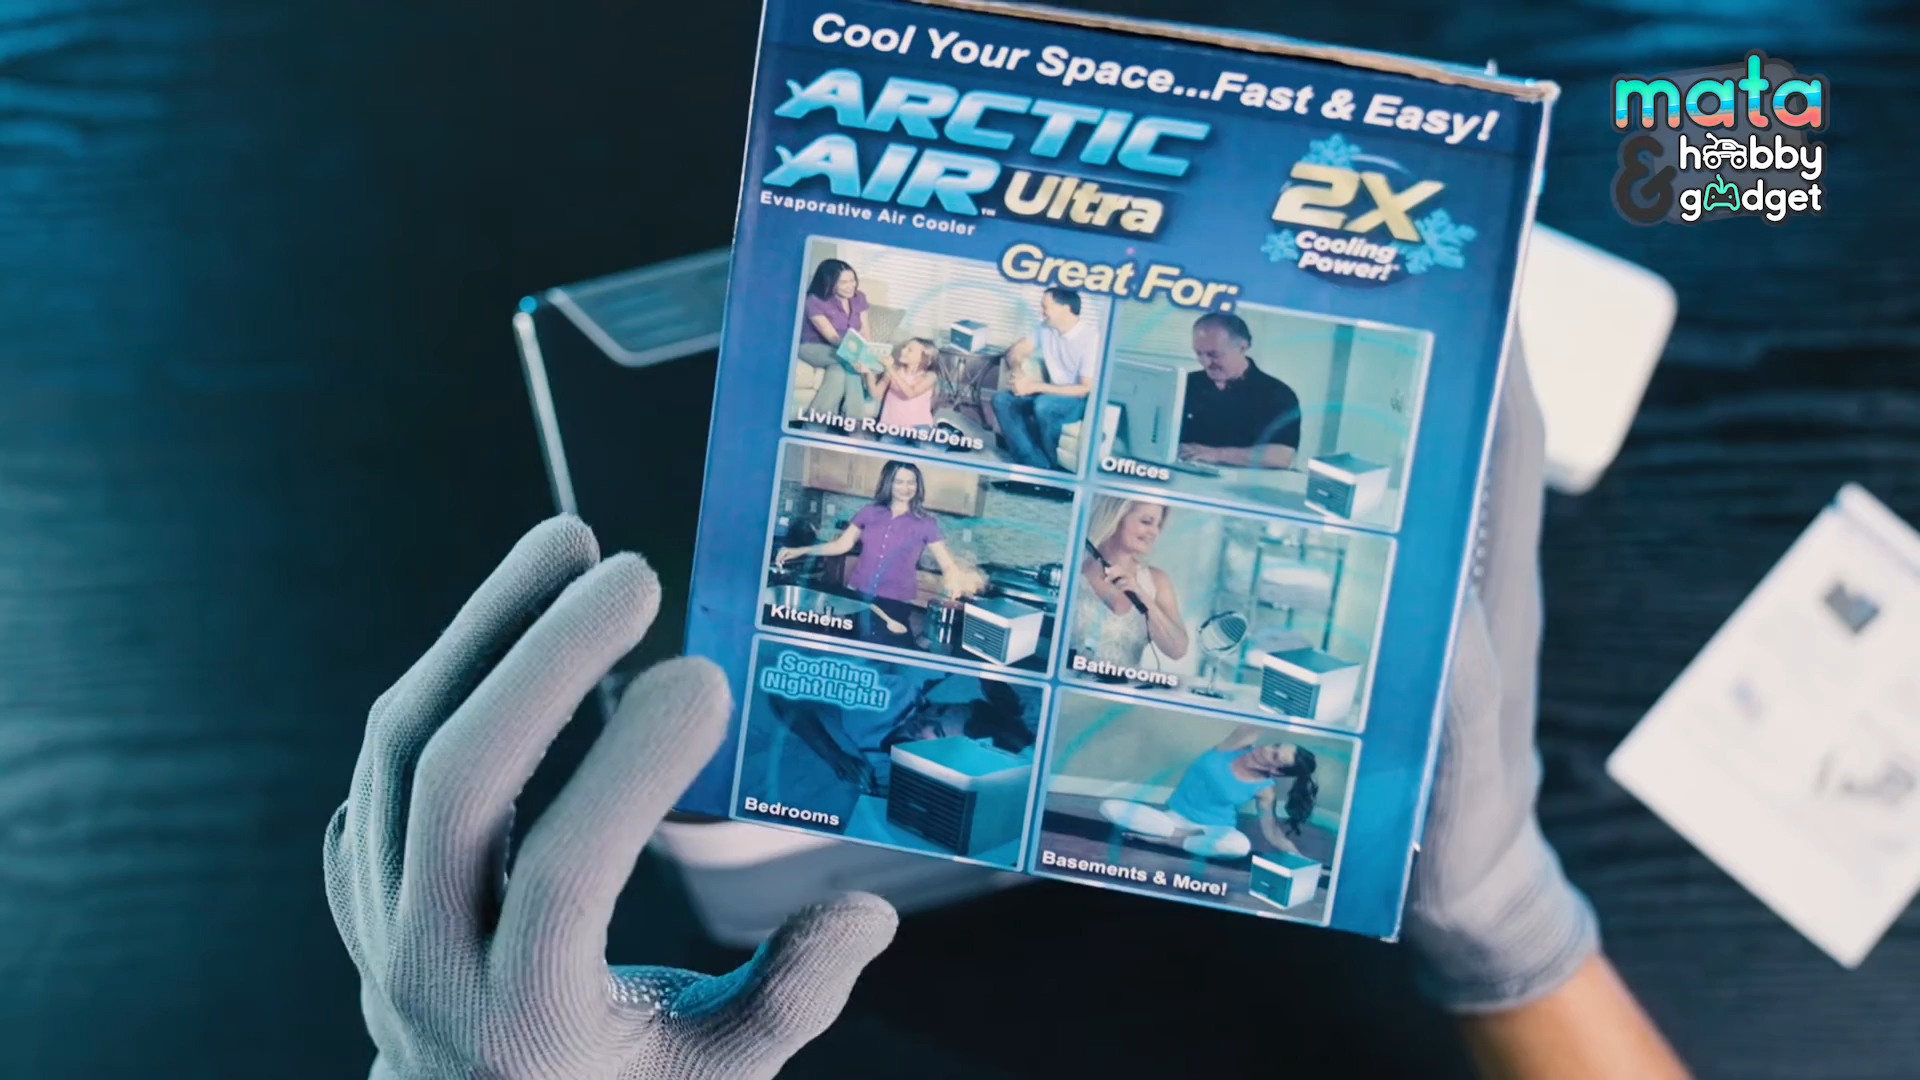 Cool Your Space...Fast & Easy!
ARCTIC
AIR™ Ultra
Evaporative Air Cooler
2X
Cooling
Power!
Great For:
Living Rooms/Dens
Offices
Kitchens
Bathrooms
Soothing
Night Light!
Bedrooms
Basements & More!
mata
& hobby
gadget